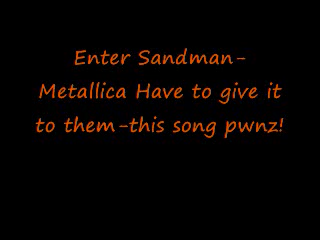 Enter Sandman-
Metallica Have to give it
to them-this song pwnz!